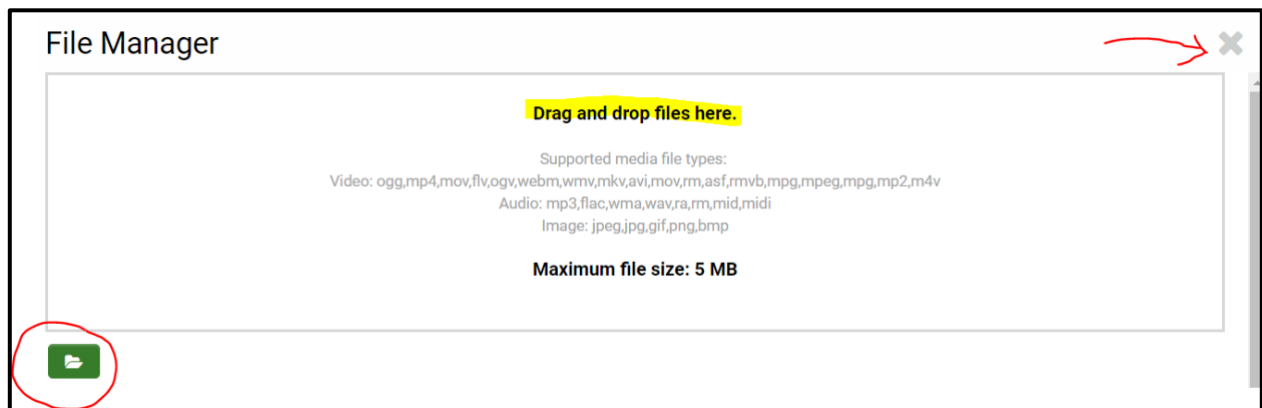 File Manager
Drag and drop files here.
Supported media file types:
Video: ogg,mp4,mov,flv,ogv,webm,wmv,mkv,avi,mov,rm,asf,rmvb,mpg,mpeg,mpg,mp2,m4v
Audio: mp3,flac,wma,wav,ra,rm,mid,midi
Image: jpeg,jpg,gif,png,bmp
Maximum file size: 5 MB